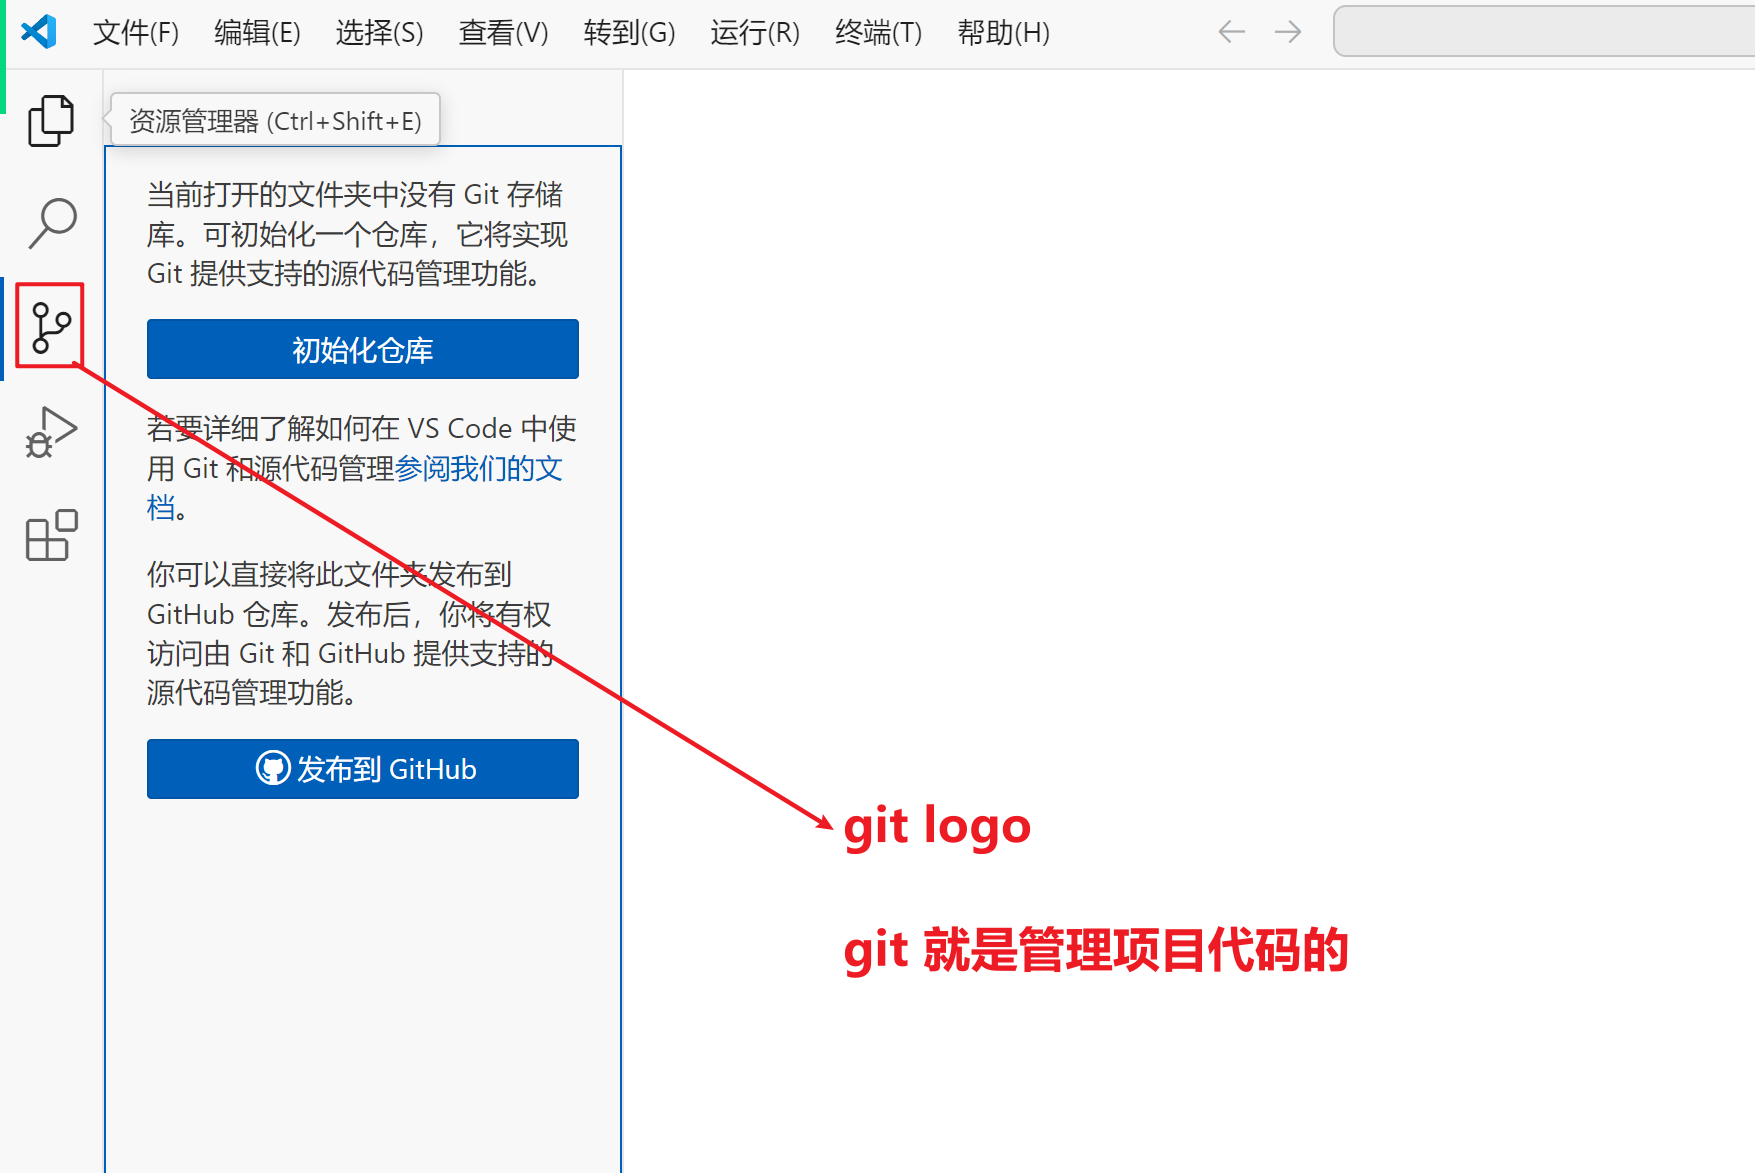 文件(F) 编辑(E) 选择(S) 查看(V) 转到(G) 运行(R) 终端(T) 帮助(H)
资源管理器 (Ctrl+Shift+E)
当前打开的文件夹中没有 Git 存储
库。可初始化一个仓库，它将实现
Git 提供支持的源代码管理功能。
初始化仓库
若要详细了解如何在 VS Code 中使
用 Git 和源代码管理参阅我们的文
档。
你可以直接将此文件夹发布到
GitHub 仓库。发布后，你将有权
访问由 Git 和 GitHub 提供支持的
源代码管理功能。
发布到 GitHub
git logo
git 就是管理项目代码的